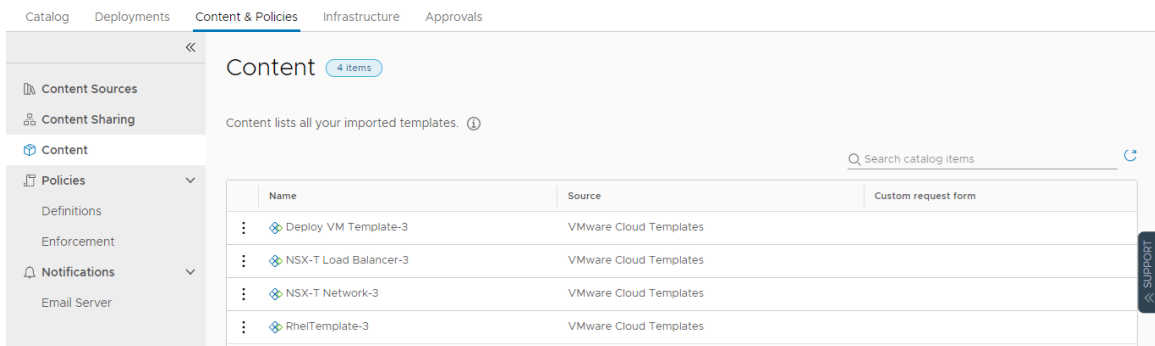 Catalog Deployments Content & Policies Infrastructure Approvals
Content Sources
Content Sharing
Content
Policies
Definitions
Enforcement
Notifications
Email Server
Content 4 items
Content lists all your imported templates.
Search catalog items
Name Source Custom request form
Deploy VM Template-3 VMware Cloud Templates
NSX-T Load Balancer-3 VMware Cloud Templates
NSX-T Network-3 VMware Cloud Templates
RhelTemplate-3 VMware Cloud Templates
SUPPORT